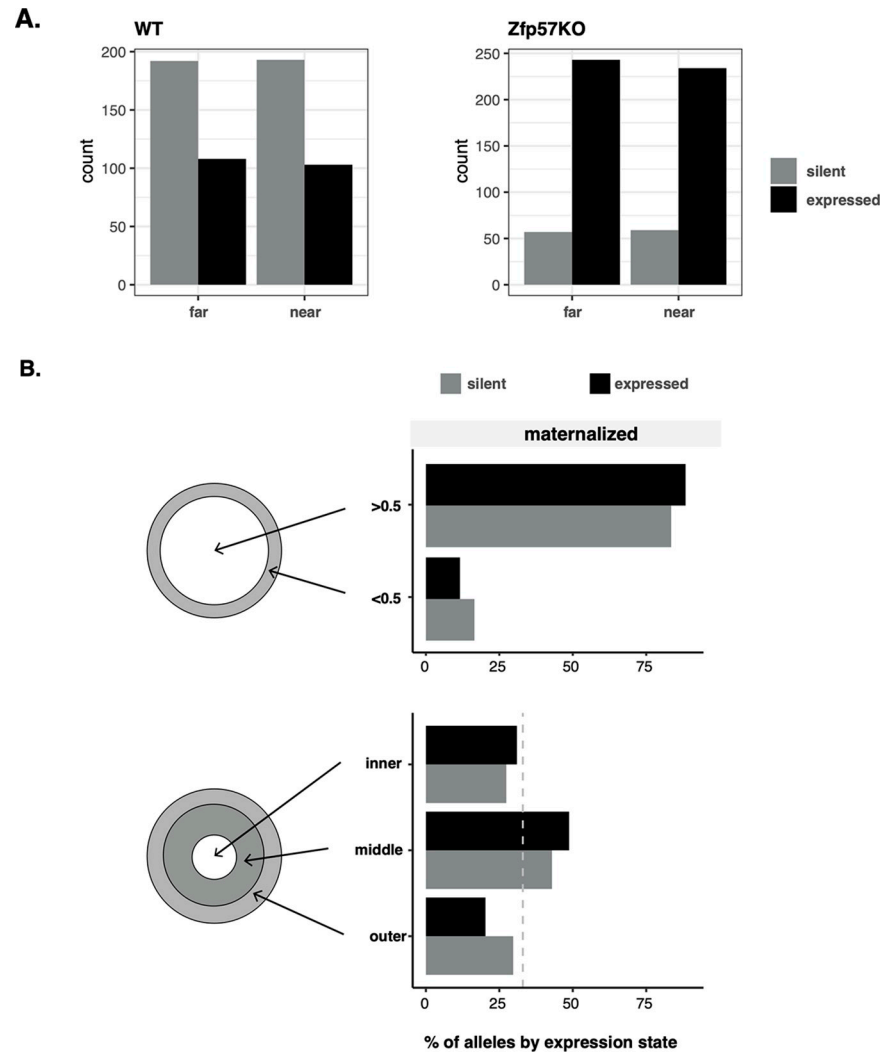 A.
WT
Zfp57KO
200
150
100
50
0
count
far
near
250
200
150
100
50
0
count
far
near
silent
expressed
B.
silent
expressed
maternalized
>0.5
<0.5
0 25 50 75
inner
middle
outer
0 25 50 75
% of alleles by expression state